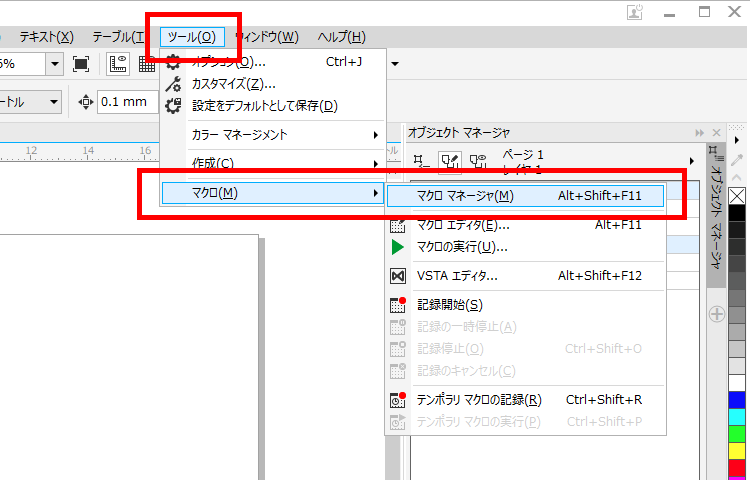 テキスト(X) テーブル(T ツール(O) ウィンドウ(W) ヘルプ(H)
6%
オプション(O)... Ctrl+J
カスタマイズ(Z)...
ートル 0.1 mm
設定をデフォルトとして保存(D)
カラー マネージメント
オブジェクト マネージャ
12 14 16
トル
作成(C)
ページ 1
レイヤ 1
オブジェクト マネージャ
マクロ(M)
マクロ マネージャ(M) Alt+Shift+F11
マクロ エディタ(E)... Alt+F11
マクロの実行(U)...
VSTA エディタ... Alt+Shift+F12
記録開始(S)
記録の一時停止(A)
記録停止(O) Ctrl+Shift+O
記録のキャンセル(C)
テンポラリ マクロの記録(R) Ctrl+Shift+R
テンポラリ マクロの実行(P) Ctrl+Shift+P